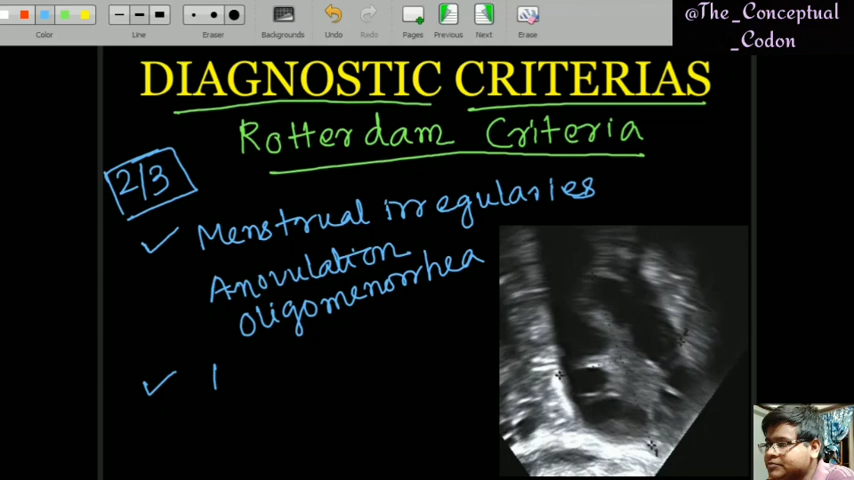 @The_Conceptual
_Codon
Color
Line
Eraser
Backgrounds
Undo
Redo
Pages
Previous
Next
Erase
DIAGNOSTIC CRITERIAS
Rotterdam Criteria
2/3
Menstrual irregularies
Anovulation
Oligomenorrhea